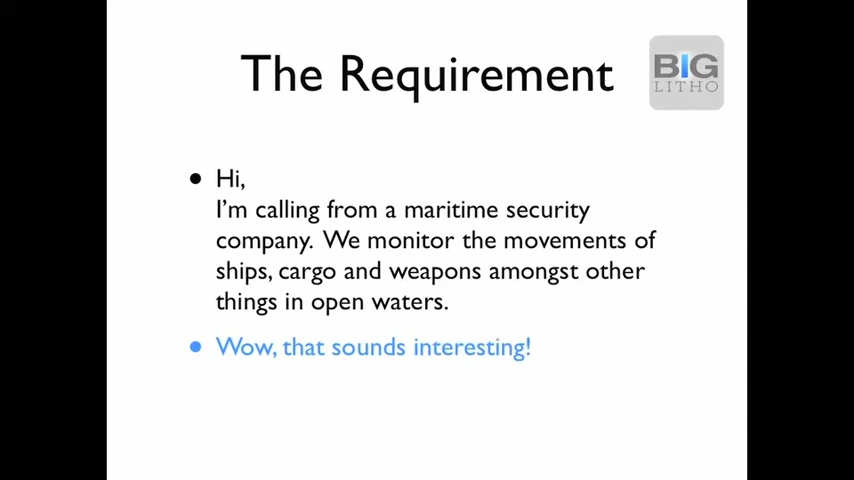 The Requirement
BIG
LITHO
• Hi,
I'm calling from a maritime security
company. We monitor the movements of
ships, cargo and weapons amongst other
things in open waters.
• Wow, that sounds interesting!